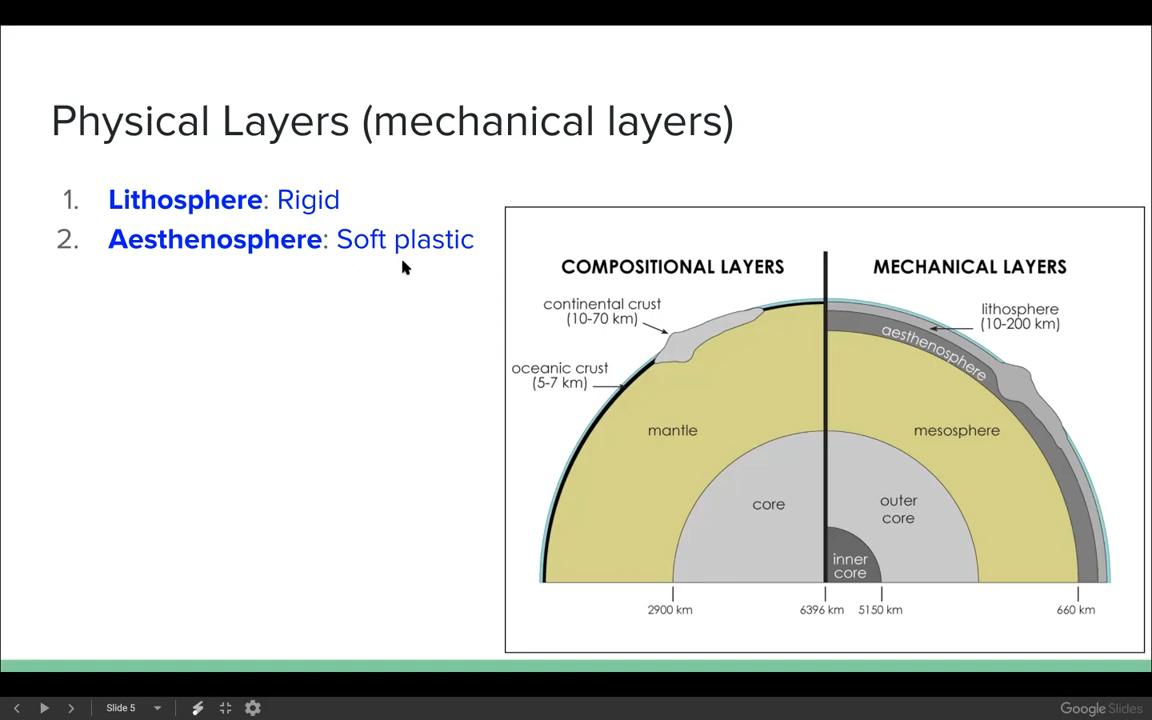 Physical Layers (mechanical layers)
1. Lithosphere: Rigid
2. Aesthenosphere: Soft plastic
COMPOSITIONAL LAYERS
MECHANICAL LAYERS
continental crust
(10-70 km)
lithosphere
(10-200 km)
aesthenosphere
oceanic crust
(5-7 km)
mantle
mesosphere
core
outer
core
inner
core
2900 km
6396 km
5150 km
660 km
Slide 5
Google Slides